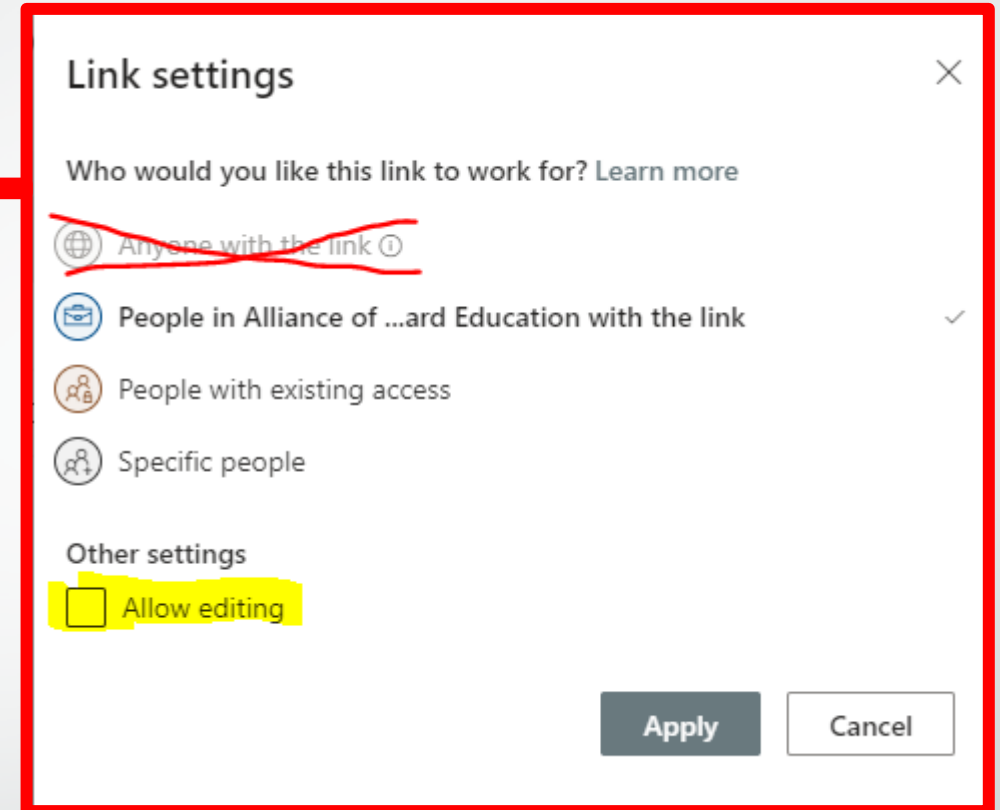 Link settings
Who would you like this link to work for? Learn more
Anyone with the link
People in Alliance of ...ard Education with the link
People with existing access
Specific people
Other settings
Allow editing
Apply
Cancel